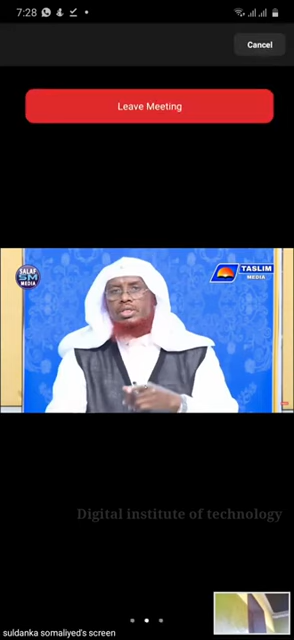 7:28
Cancel
Leave Meeting
SALAF
SM
MEDIA
TASLIM
MEDIA
Digital institute of technology
suldanka somaliyed's screen